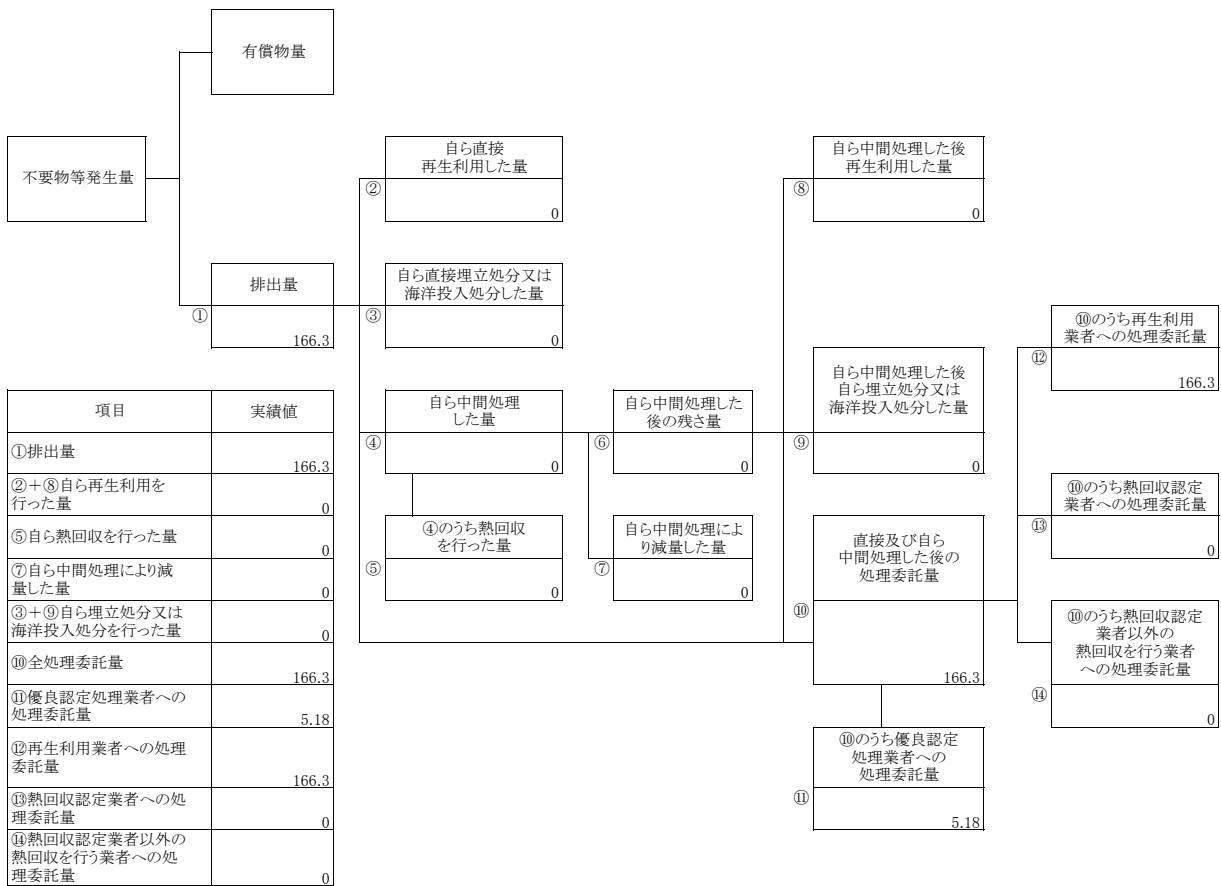 有償物量
不要物等発生量
排出量
①
166.3
自ら直接
再生利用した量
②
0
自ら直接埋立処分又は
海洋投入処分した量
③
0
自ら中間処理
した量
④
0
④のうち熱回収
を行った量
⑤
0
自ら中間処理した
後の残さ量
⑥
0
自ら中間処理によ
り減量した量
⑦
0
自ら中間処理した後
再生利用した量
⑧
0
自ら中間処理した後
自ら埋立処分又は
海洋投入処分した量
⑨
0
直接及び自ら
中間処理した後の
処理委託量
⑩
166.3
⑩のうち優良認定
処理業者への
処理委託量
⑪
5.18
⑩のうち再生利用
業者への処理委託量
⑫
166.3
⑩のうち熱回収認定
業者への処理委託量
⑬
0
⑩のうち熱回収認定
業者以外の
熱回収を行う業者
への処理委託量
⑭
0
項目 実績値
①排出量
166.3
②+⑧自ら再生利用を
行った量
0
⑤自ら熱回収を行った量
0
⑦自ら中間処理により減
量した量
0
③+⑨自ら埋立処分又は
海洋投入処分を行った量
0
⑩全処理委託量
166.3
⑪優良認定処理業者への
処理委託量
5.18
⑫再生利用業者への処理
委託量
166.3
⑬熱回収認定業者への処
理委託量
0
⑭熱回収認定業者以外の
熱回収を行う業者への処
理委託量
0